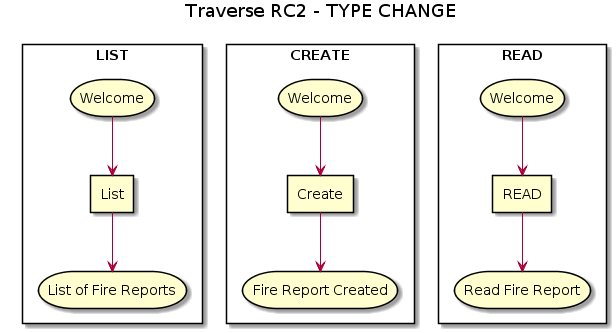 Traverse RC2 - TYPE CHANGE
LIST
Welcome
List
List of Fire Reports
CREATE
Welcome
Create
Fire Report Created
READ
Welcome
READ
Read Fire Report